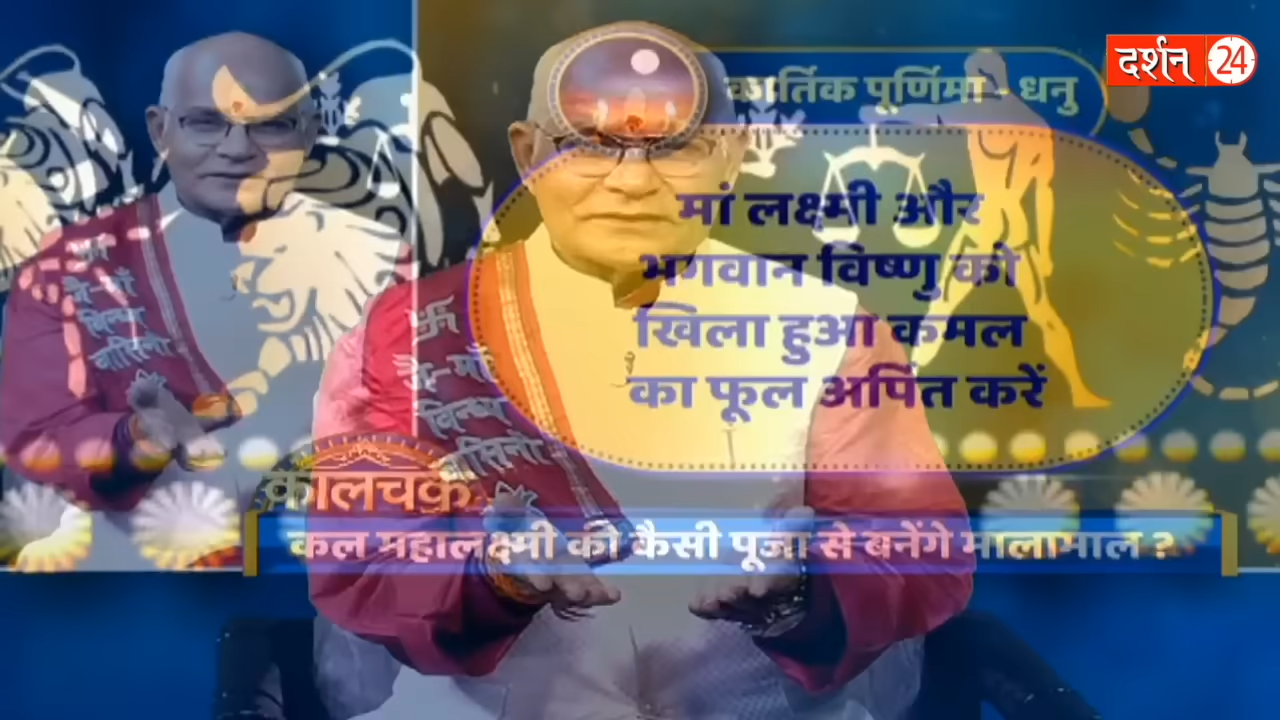 दर्शन 24
कार्तिक पूर्णिमा - धनु
मां लक्ष्मी और
भगवान विष्णु को
खिला हुआ कमल
का फूल अर्पित करें
जै-माँ
विन्ध्य
वासिनी
जै-माँ
विन्ध्य
वासिनी
कालचक्र
कल महालक्ष्मी की कैसी पूजा से बनेंगे मालामाल ?